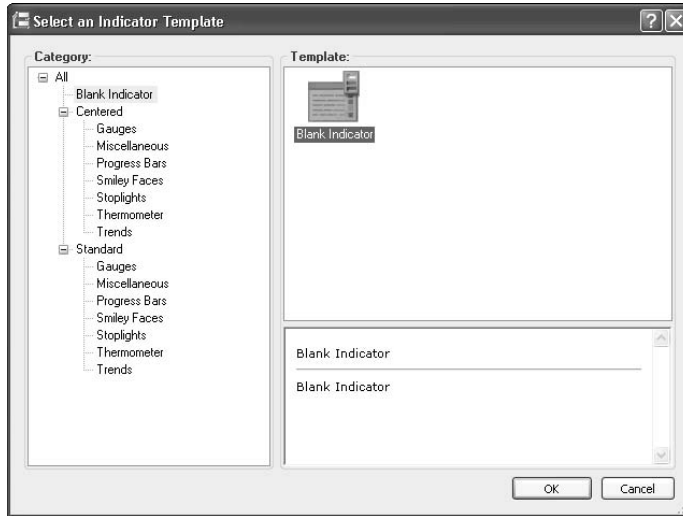 Select an Indicator Template
Category:
All
Blank Indicator
Centered
Gauges
Miscellaneous
Progress Bars
Smiley Faces
Stoplights
Thermometer
Trends
Standard
Gauges
Miscellaneous
Progress Bars
Smiley Faces
Stoplights
Thermometer
Trends
Template:
Blank Indicator
Blank Indicator
Blank Indicator
OK
Cancel